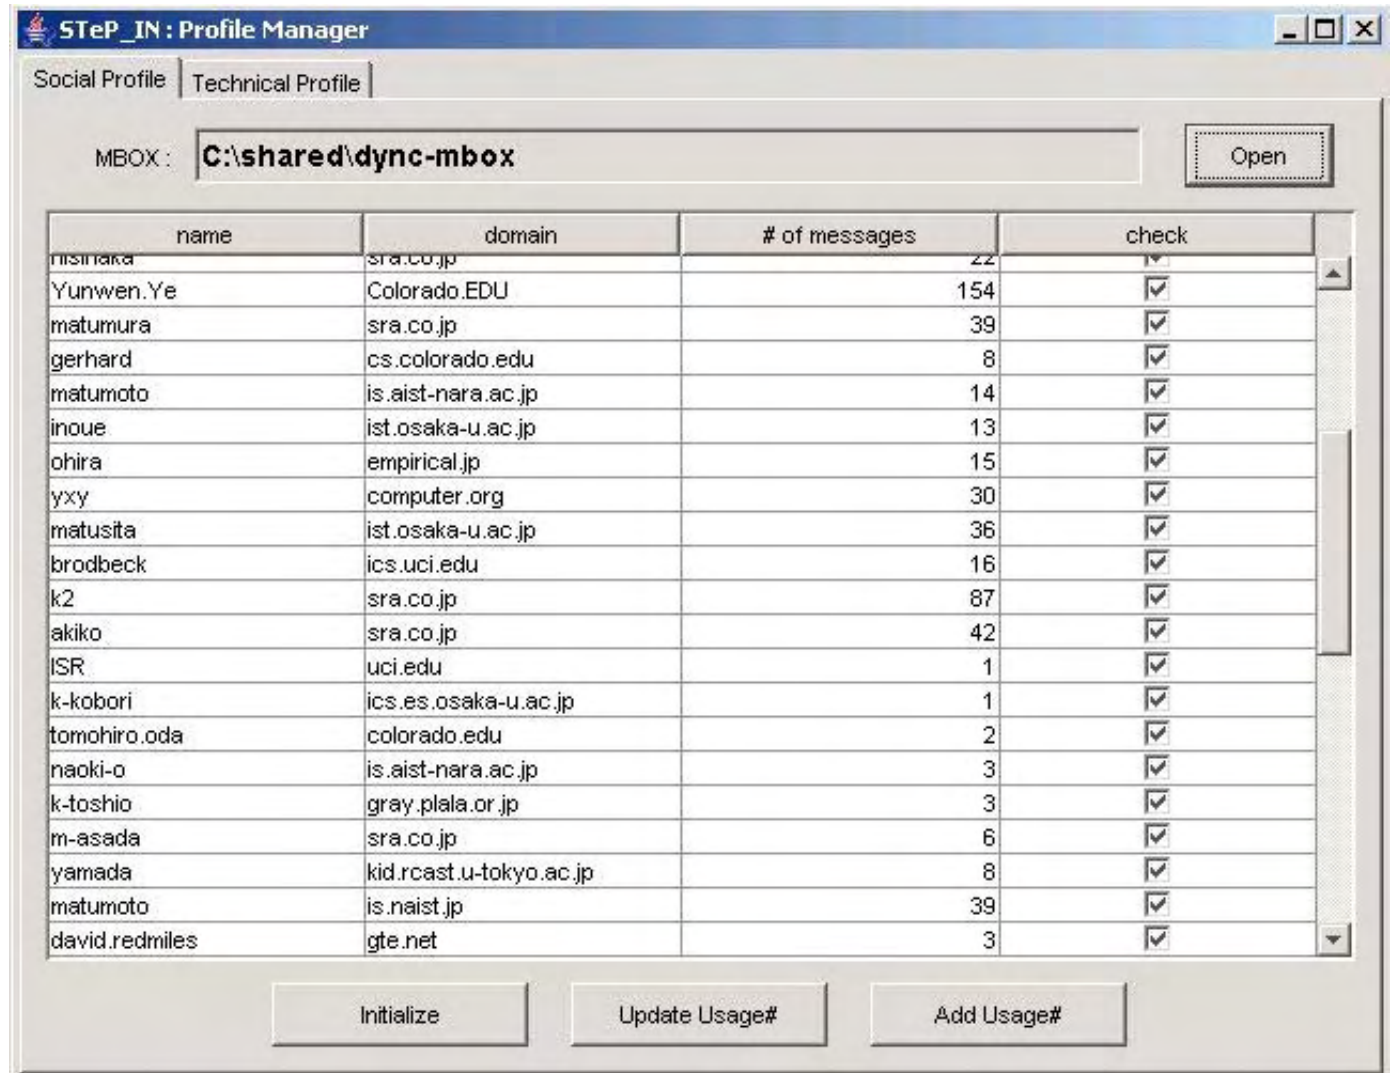 STeP_IN : Profile Manager
Social Profile Technical Profile
MBOX : C:\shared\dync-mbox Open
name domain # of messages check
nisinaka sra.co.jp 22
Yunwen.Ye Colorado.EDU 154
matumura sra.co.jp 39
gerhard cs.colorado.edu 8
matumoto is.aist-nara.ac.jp 14
inoue ist.osaka-u.ac.jp 13
ohira empirical.jp 15
yxy computer.org 30
matusita ist.osaka-u.ac.jp 36
brodbeck ics.uci.edu 16
k2 sra.co.jp 87
akiko sra.co.jp 42
ISR uci.edu 1
k-kobori ics.es.osaka-u.ac.jp 1
tomohiro.oda colorado.edu 2
naoki-o is.aist-nara.ac.jp 3
k-toshio gray.plala.or.jp 3
m-asada sra.co.jp 6
yamada kid.rcast.u-tokyo.ac.jp 8
matumoto is.naist.jp 39
david.redmiles gte.net 3
Initialize Update Usage# Add Usage#